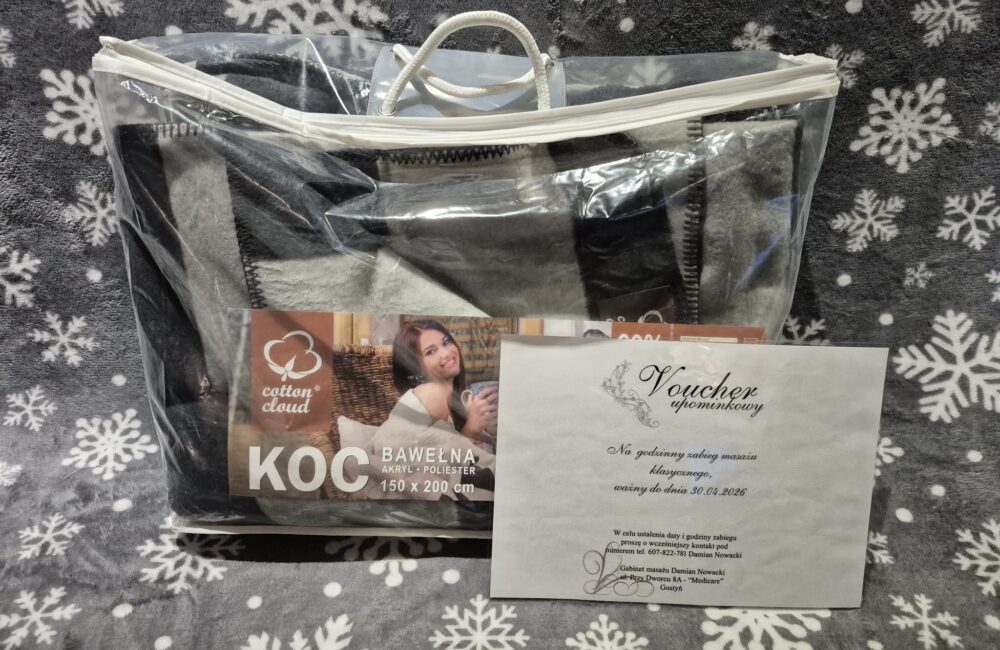 cotton®
cloud
KOC
BAWEŁNA
AKRYL • POLIESTER
150 x 200 cm
Voucher
upominkowy
Na godzinny zabieg masażu
klasycznego,
ważny do dnia 30.04.2026
W celu ustalenia daty i godziny zabiegu
proszę o wcześniejszy kontakt pod
numerem tel. 607-822-781 Damian Nowacki
Gabinet masażu Damian Nowacki
ul. Przy Dworcu 8A - "Medicare"
Gostyń